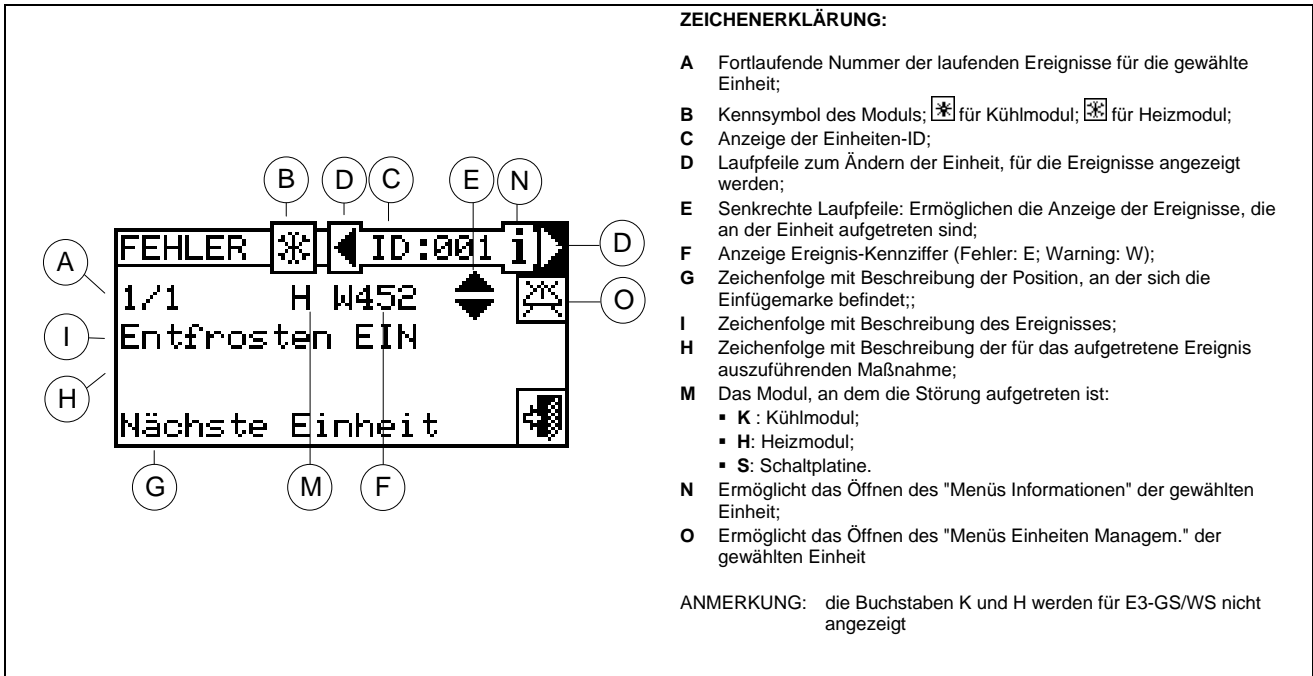 B
D
C
E
N
FEHLER
ID:001
i
D
A
1/1
H W452
O
I
Entfrosten EIN
H
Nächste Einheit
G
M
F
ZEICHENERKLÄRUNG:
A Fortlaufende Nummer der laufenden Ereignisse für die gewählte
Einheit;
B Kennsymbol des Moduls; für Kühlmodul; für Heizmodul;
C Anzeige der Einheiten-ID;
D Laufpfeile zum Ändern der Einheit, für die Ereignisse angezeigt
werden;
E Senkrechte Laufpfeile: Ermöglichen die Anzeige der Ereignisse, die
an der Einheit aufgetreten sind;
F Anzeige Ereignis-Kennziffer (Fehler: E; Warning: W);
G Zeichenfolge mit Beschreibung der Position, an der sich die
Einfügemarke befindet;;
I Zeichenfolge mit Beschreibung des Ereignisses;
H Zeichenfolge mit Beschreibung der für das aufgetretene Ereignis
auszuführenden Maßnahme;
M Das Modul, an dem die Störung aufgetreten ist:
▪ K : Kühlmodul;
▪ H: Heizmodul;
▪ S: Schaltplatine.
N Ermöglicht das Öffnen des "Menüs Informationen" der gewählten
Einheit;
O Ermöglicht das Öffnen des "Menüs Einheiten Managem." der
gewählten Einheit
ANMERKUNG: die Buchstaben K und H werden für E3-GS/WS nicht
angezeigt